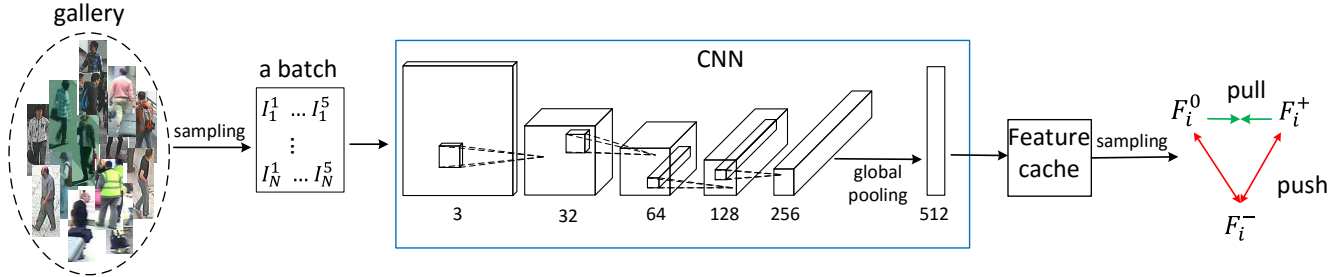 gallery
sampling
a batch
I_1^1 … I_1^5
⋮
I_N^1 … I_N^5
CNN
3
32
64
128
256
global
pooling
512
Feature
cache
sampling
pull
F_i^0
F_i^+
push
F_i^-